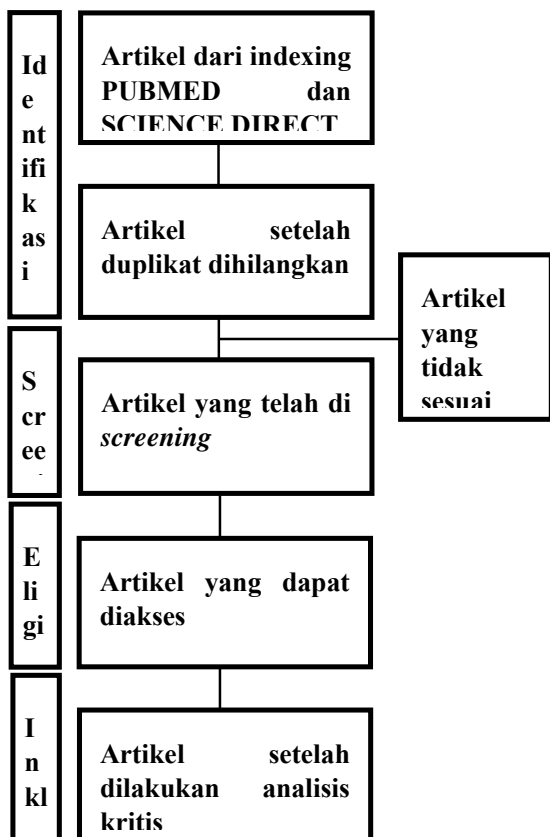 Id
e
nt
ifi
k
as
i
Artikel dari indexing
PUBMED dan
SCIENCE DIRECT
Artikel setelah
duplikat dihilangkan
Artikel
yang
tidak
sesuai
S
cr
ee
Artikel yang telah di
screening
E
li
gi
Artikel yang dapat
diakses
I
n
kl
Artikel setelah
dilakukan analisis
kritis